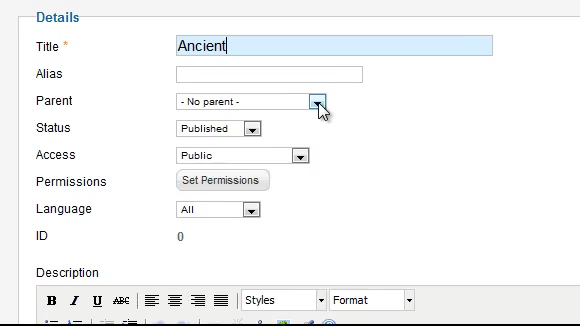 Details
Title *
Ancient
Alias
Parent
- No parent -
Status
Published
Access
Public
Permissions
Set Permissions
Language
All
ID
0
Description
B I U ABC Styles Format